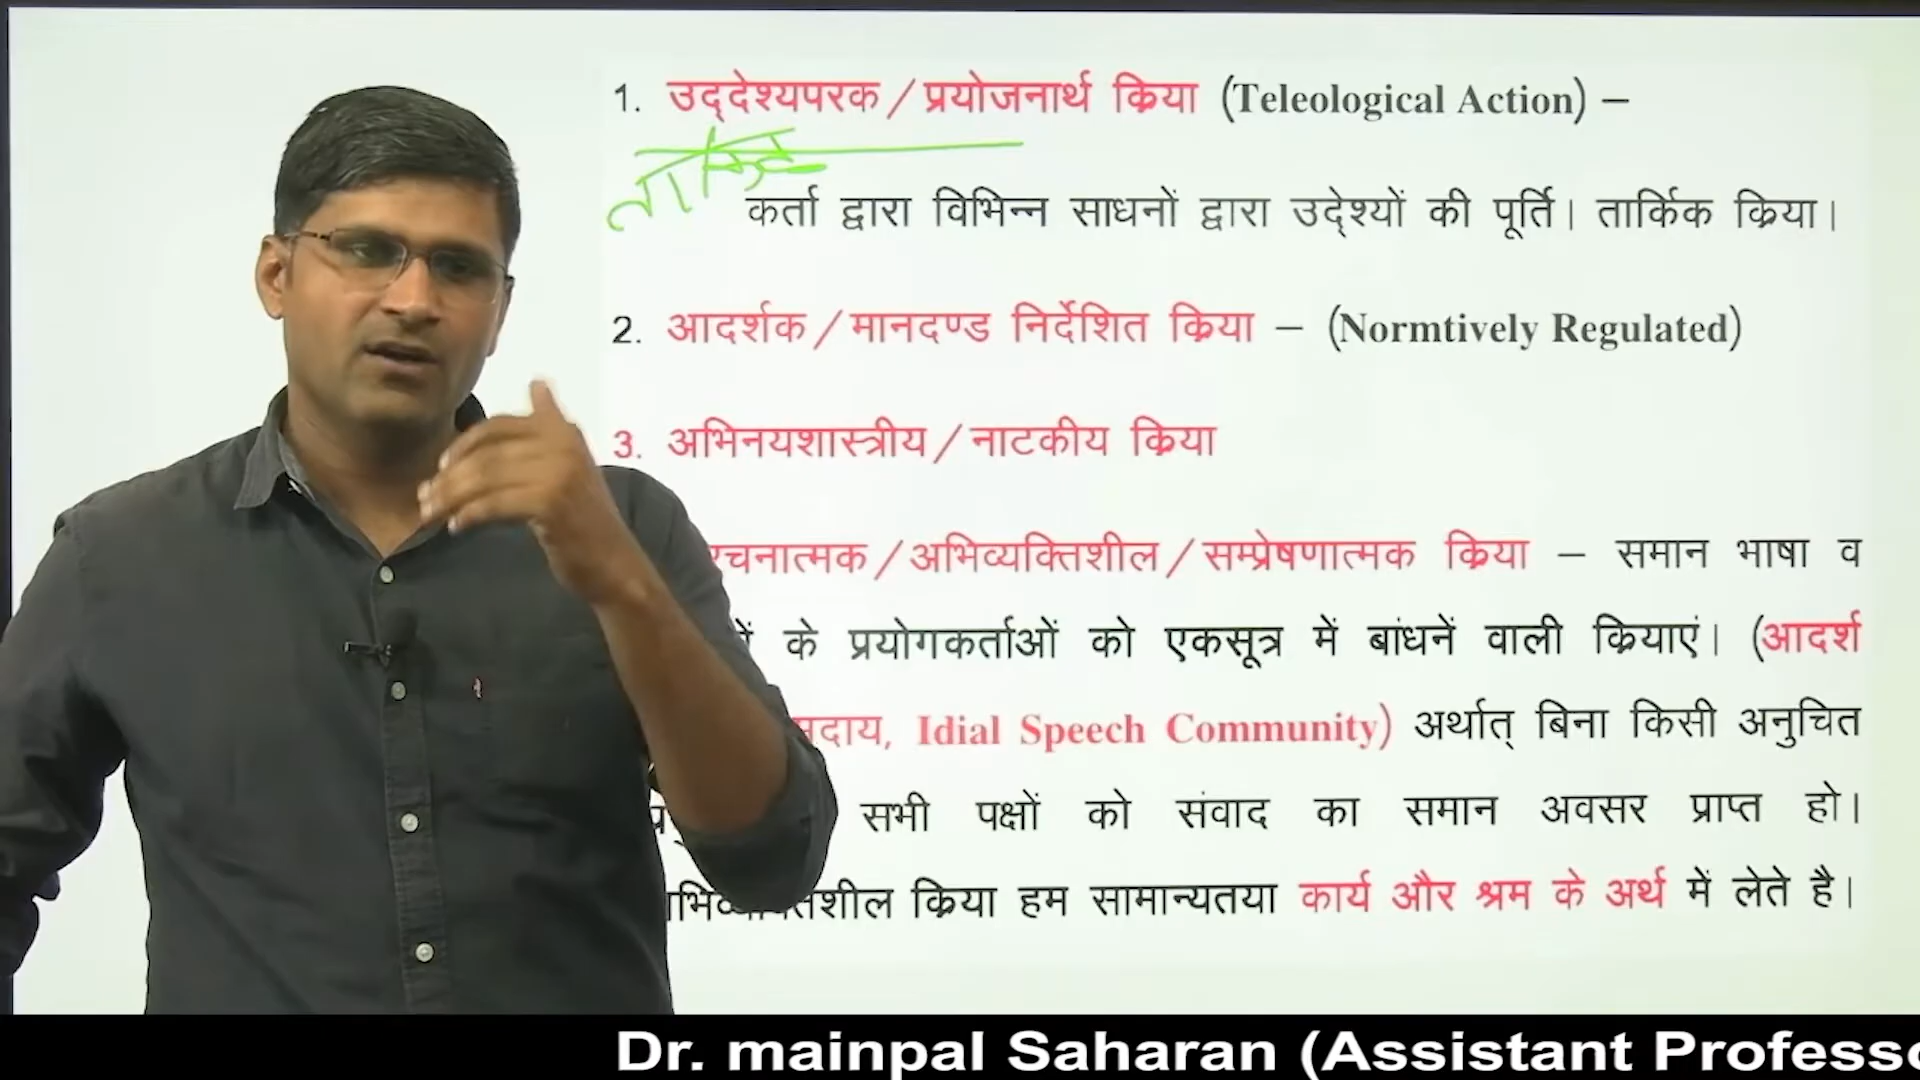 1. उद्‌देश्यपरक / प्रयोजनार्थ क्रिया (Teleological Action) –
कर्ता द्वारा विभिन्न साधनों द्वारा उदे्श्यों की पूर्ति। तार्किक क्रिया।
2. आदर्शक / मानदण्ड निर्देशित क्रिया – (Normtively Regulated)
3. अभिनयशास्त्रीय / नाटकीय क्रिया
/ अभिव्यक्तिशील / सम्प्रेषणात्मक क्रिया – समान भाषा व
के प्रयोगकर्ताओं को एकसूत्र में बांधनें वाली क्रियाएं। (आदर्श
Idial Speech Community) अर्थात् बिना किसी अनुचित
सभी पक्षों को संवाद का समान अवसर प्राप्त हो।
क्रिया हम सामान्यतया कार्य और श्रम के अर्थ में लेते है।
Dr. mainpal Saharan (Assistant